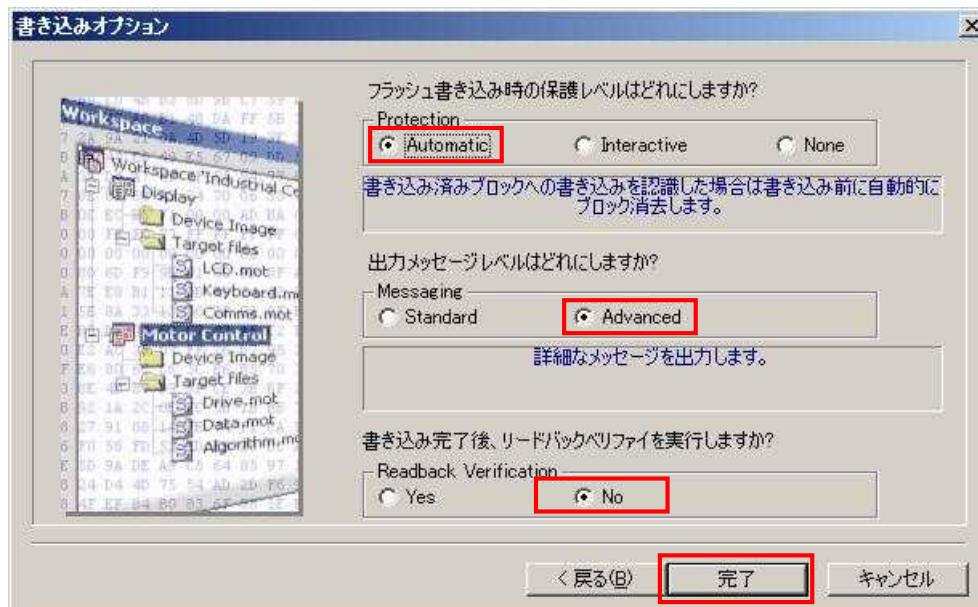 書き込みオプション
フラッシュ書き込み時の保護レベルはどれにしますか?
Protection
Automatic
Interactive
None
書き込み済みブロックへの書き込みを認識した場合は書き込み前に自動的に
ブロック消去します。
出力メッセージレベルはどれにしますか?
Messaging
Standard
Advanced
詳細なメッセージを出力します。
書き込み完了後、リードバックベリファイを実行しますか?
Readback Verification
Yes
No
Workspace
Workspace 'Industrial Co
Display
Device Image
Target files
LCD.mot
Keyboard.m
Comms.mot
Motor Control
Device Image
Target files
Drive.mot
Data.mot
Algorithm.mo
< 戻る(B)
完了
キャンセル